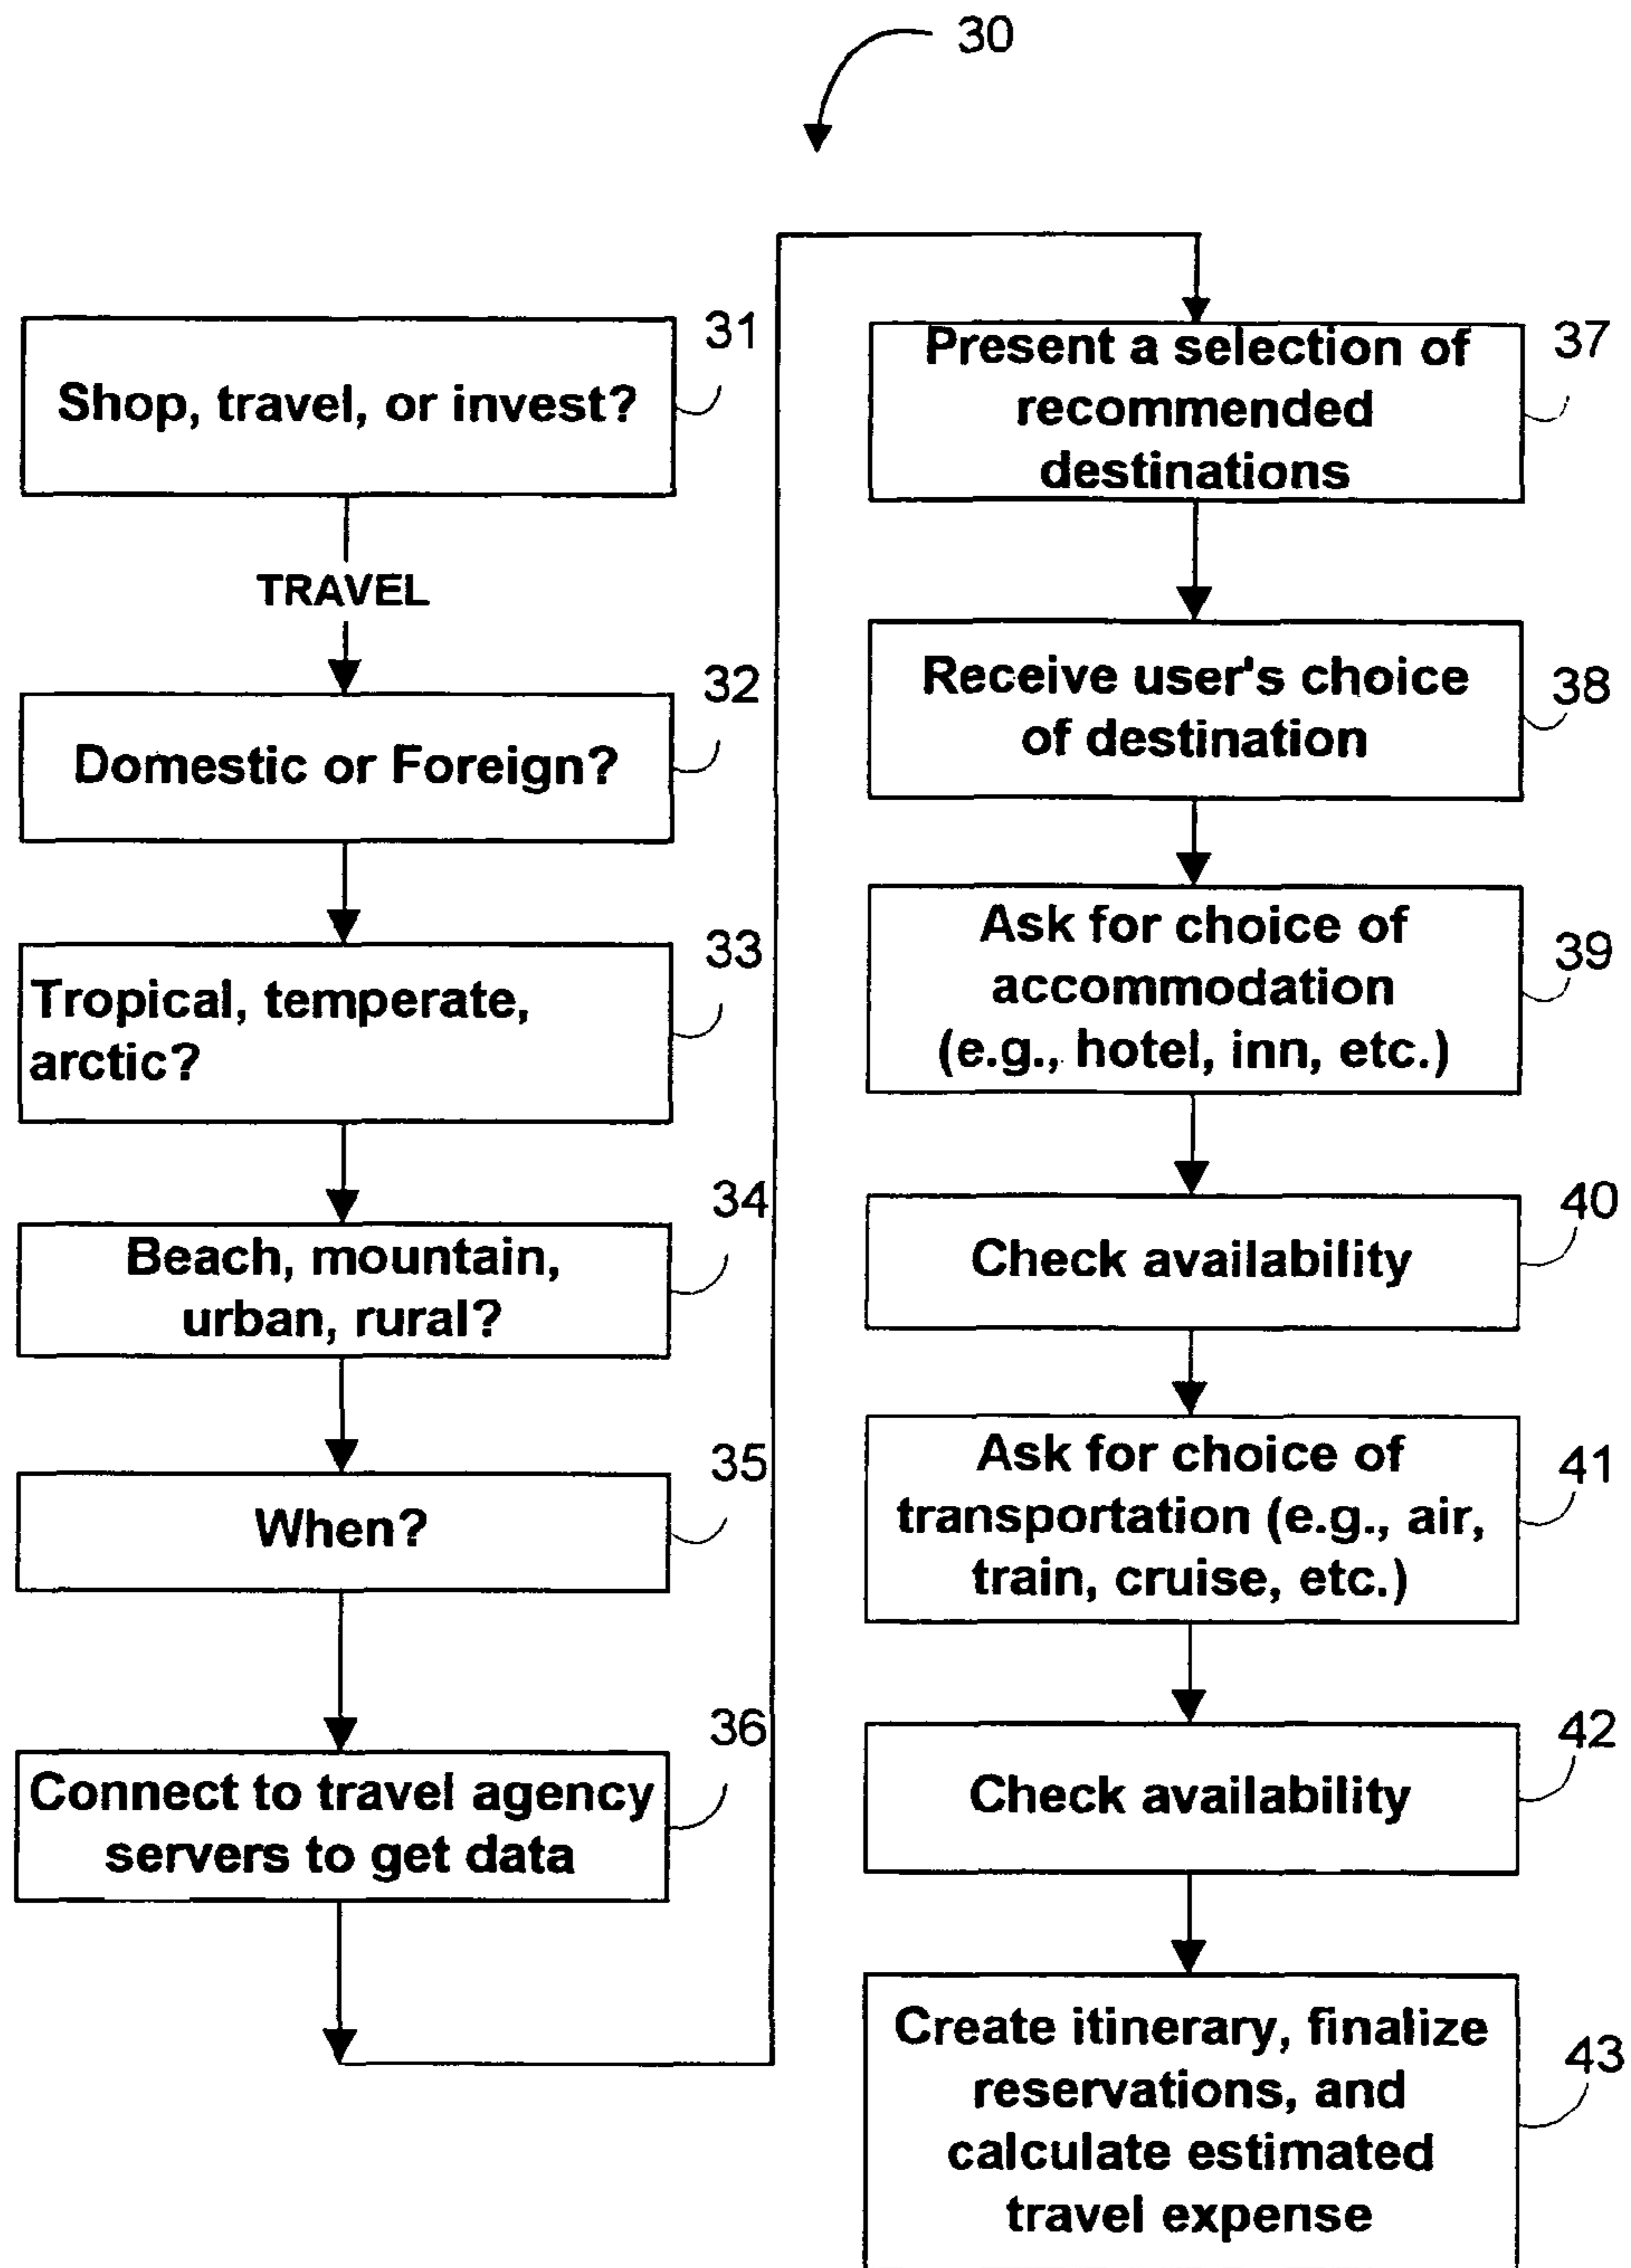 30
31
Shop, travel, or invest?
TRAVEL
32
Domestic or Foreign?
33
Tropical, temperate,
arctic?
34
Beach, mountain,
urban, rural?
35
When?
36
Connect to travel agency
servers to get data
37
Present a selection of
recommended
destinations
38
Receive user's choice
of destination
39
Ask for choice of
accommodation
(e.g., hotel, inn, etc.)
40
Check availability
41
Ask for choice of
transportation (e.g., air,
train, cruise, etc.)
42
Check availability
43
Create itinerary, finalize
reservations, and
calculate estimated
travel expense